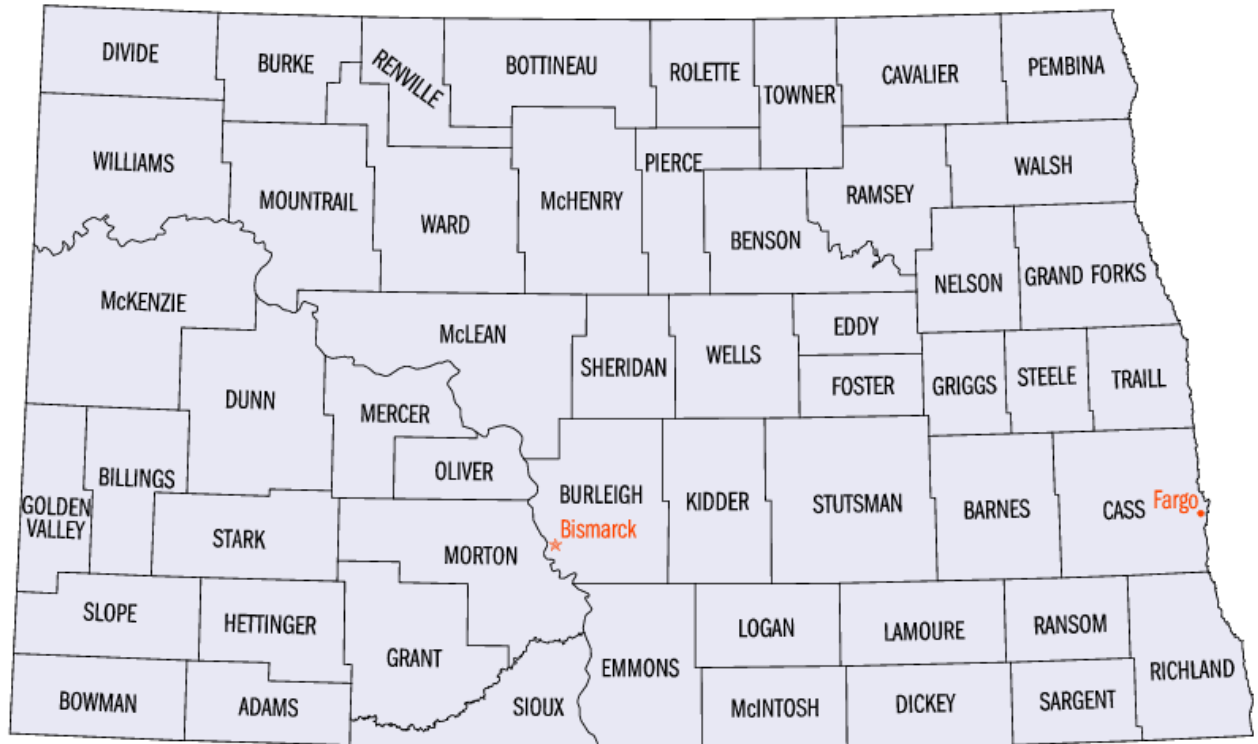 DIVIDE
BURKE
RENVILLE
BOTTINEAU
ROLETTE
TOWNER
CAVALIER
PEMBINA
WILLIAMS
MOUNTRAIL
WARD
McHENRY
PIERCE
BENSON
RAMSEY
WALSH
NELSON
GRAND FORKS
McKENZIE
McLEAN
SHERIDAN
WELLS
EDDY
FOSTER
GRIGGS
STEELE
TRAILL
DUNN
MERCER
OLIVER
GOLDEN
VALLEY
BILLINGS
STARK
MORTON
BURLEIGH
Bismarck
KIDDER
STUTSMAN
BARNES
CASS
Fargo
SLOPE
HETTINGER
GRANT
EMMONS
LOGAN
LAMOURE
RANSOM
RICHLAND
BOWMAN
ADAMS
SIOUX
McINTOSH
DICKEY
SARGENT